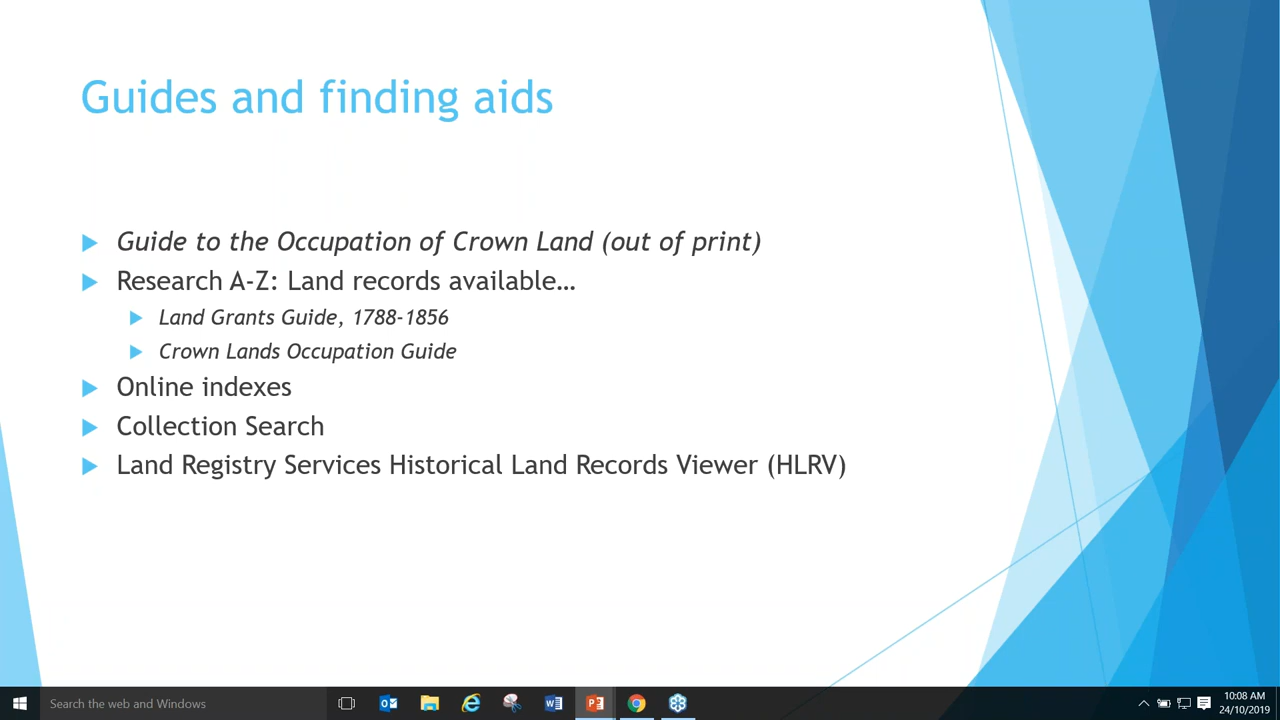 Guides and finding aids
Guide to the Occupation of Crown Land (out of print)
Research A-Z: Land records available…
Land Grants Guide, 1788-1856
Crown Lands Occupation Guide
Online indexes
Collection Search
Land Registry Services Historical Land Records Viewer (HLRV)
Search the web and Windows
10:08 AM
24/10/2019